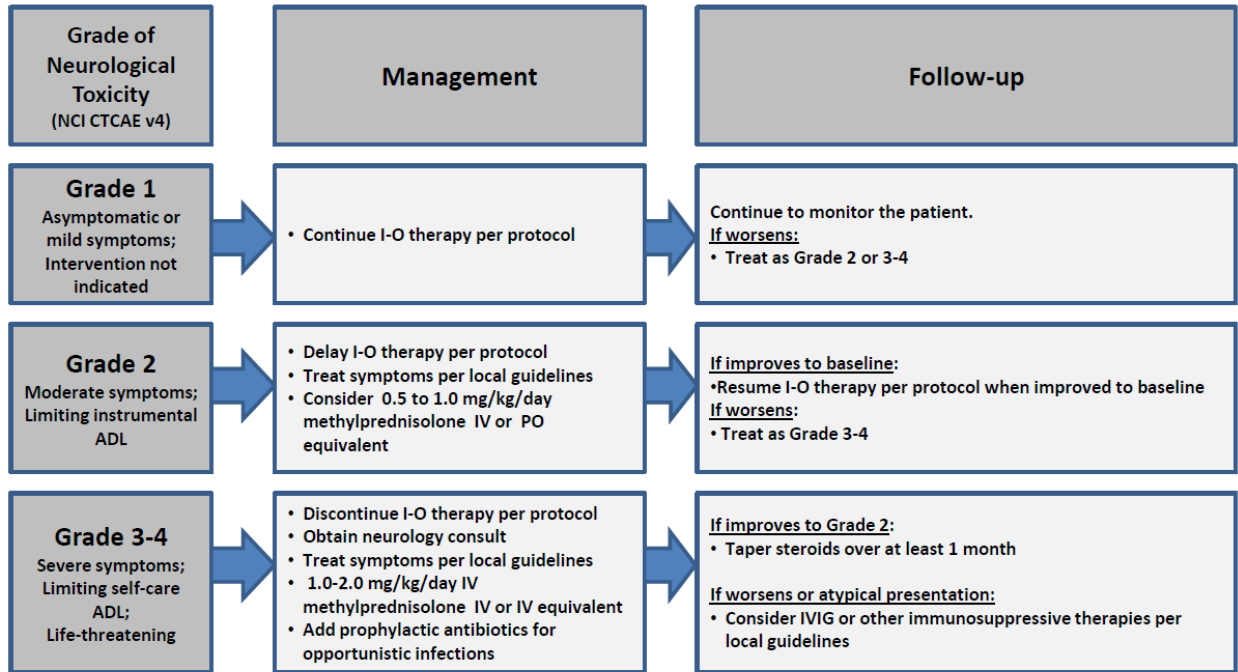 Grade of
Neurological
Toxicity
(NCI CTCAE v4)
Management
Follow-up
Grade 1
Asymptomatic or
mild symptoms;
Intervention not
indicated
• Continue I-O therapy per protocol
Continue to monitor the patient.
If worsens:
• Treat as Grade 2 or 3-4
Grade 2
Moderate symptoms;
Limiting instrumental
ADL
• Delay I-O therapy per protocol
• Treat symptoms per local guidelines
• Consider 0.5 to 1.0 mg/kg/day
methylprednisolone IV or PO
equivalent
If improves to baseline:
•Resume I-O therapy per protocol when improved to baseline
If worsens:
• Treat as Grade 3-4
Grade 3-4
Severe symptoms;
Limiting self-care
ADL;
Life-threatening
• Discontinue I-O therapy per protocol
• Obtain neurology consult
• Treat symptoms per local guidelines
• 1.0-2.0 mg/kg/day IV
methylprednisolone IV or IV equivalent
• Add prophylactic antibiotics for
opportunistic infections
If improves to Grade 2:
• Taper steroids over at least 1 month
If worsens or atypical presentation:
• Consider IVIG or other immunosuppressive therapies per
local guidelines